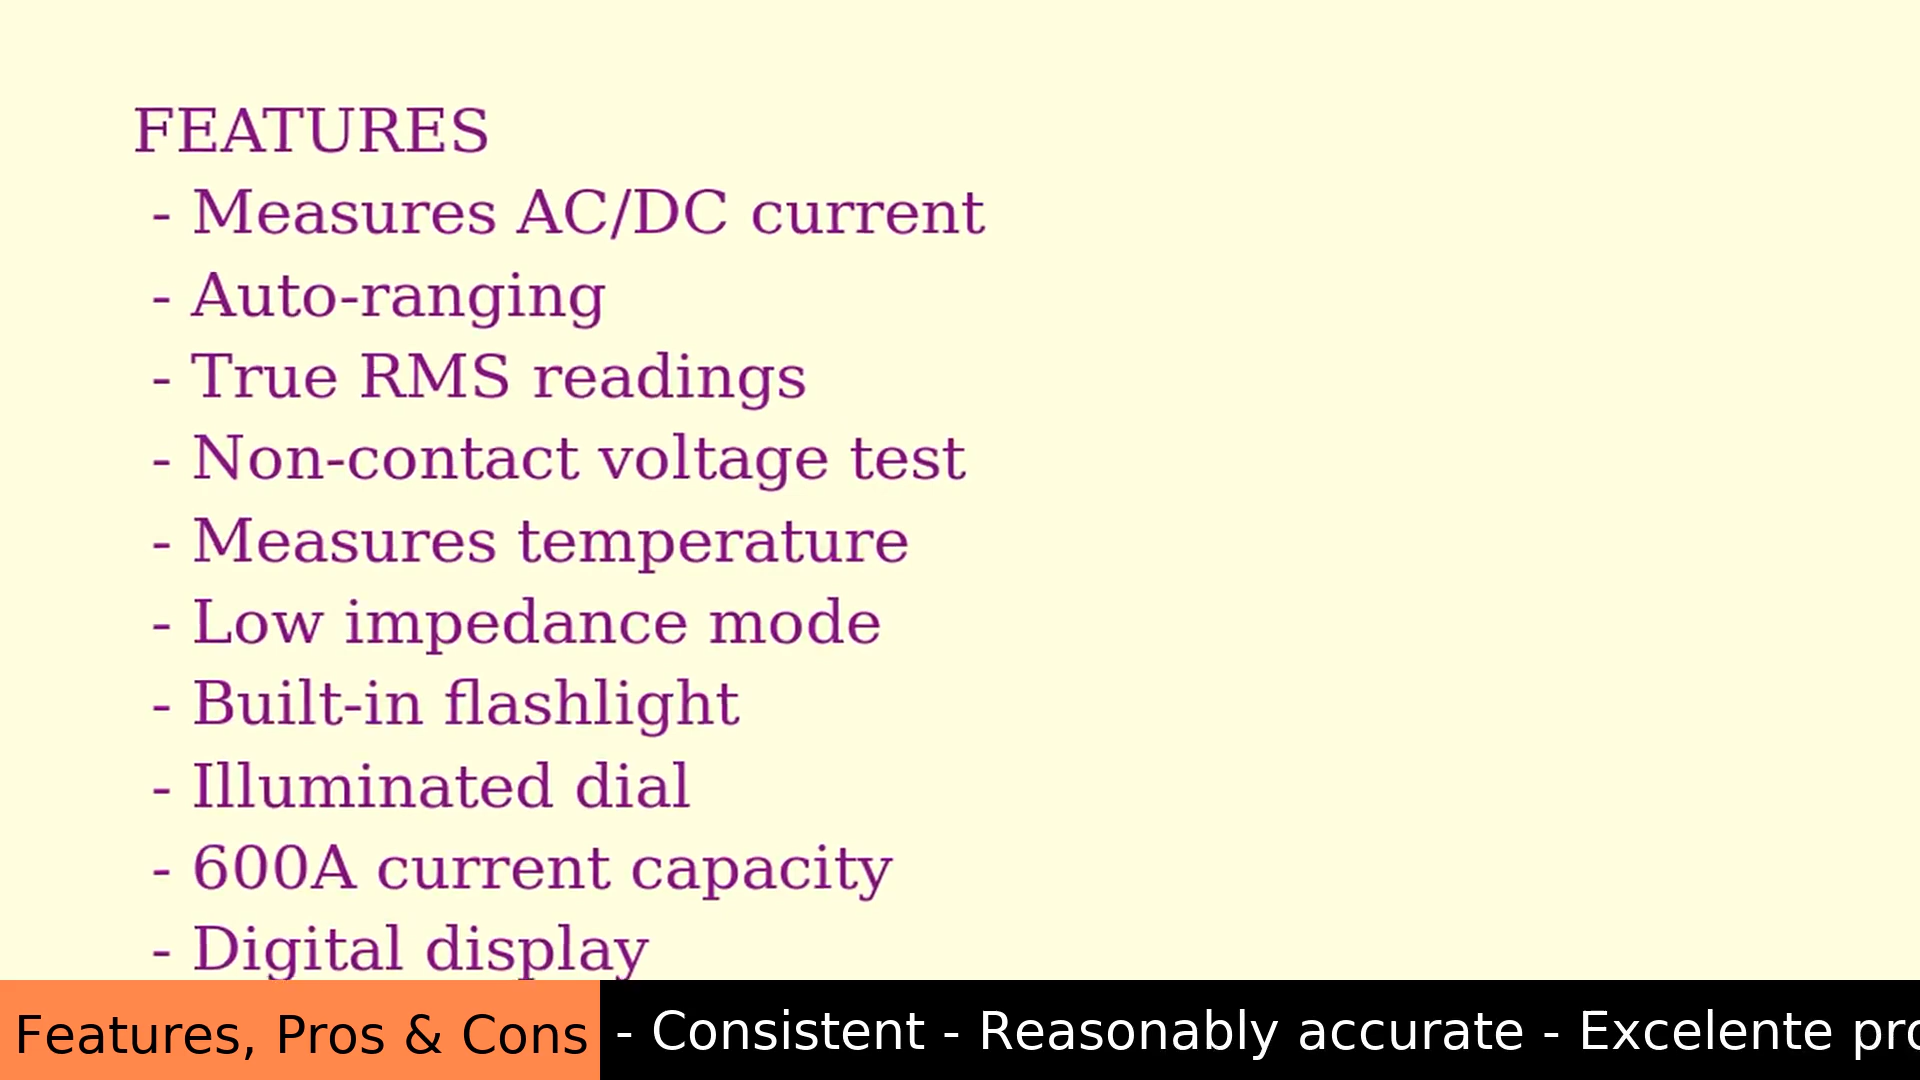 FEATURES
- Measures AC/DC current
- Auto-ranging
- True RMS readings
- Non-contact voltage test
- Measures temperature
- Low impedance mode
- Built-in flashlight
- Illuminated dial
- 600A current capacity
- Digital display
Features, Pros & Cons
- Consistent - Reasonably accurate - Excelente